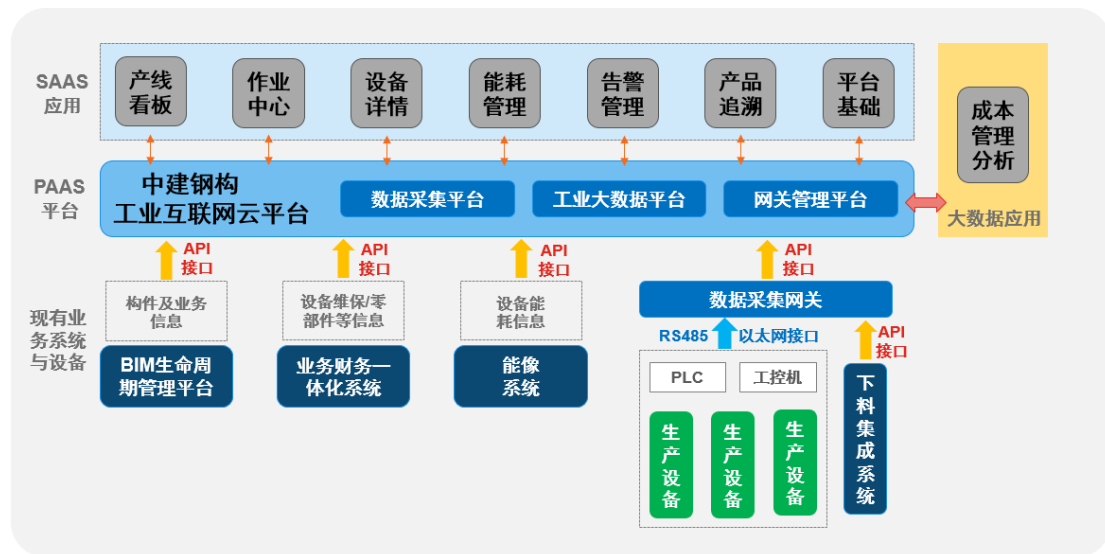 SAAS
应用
产线
看板
作业
中心
设备
详情
能耗
管理
告警
管理
产品
追溯
平台
基础
成本
管理
分析
大数据应用
PAAS
平台
中建钢构
工业互联网云平台
数据采集平台
工业大数据平台
网关管理平台
API
接口
API
接口
API
接口
API
接口
现有业
务系统
与设备
构件及业务
信息
设备维保/零
部件等信息
设备能
耗信息
数据采集网关
BIM生命周
期管理平台
业务财务一
体化系统
能像
系统
RS485
以太网接口
API
接口
PLC
工控机
生产设备
生产设备
生产设备
下料集成系统